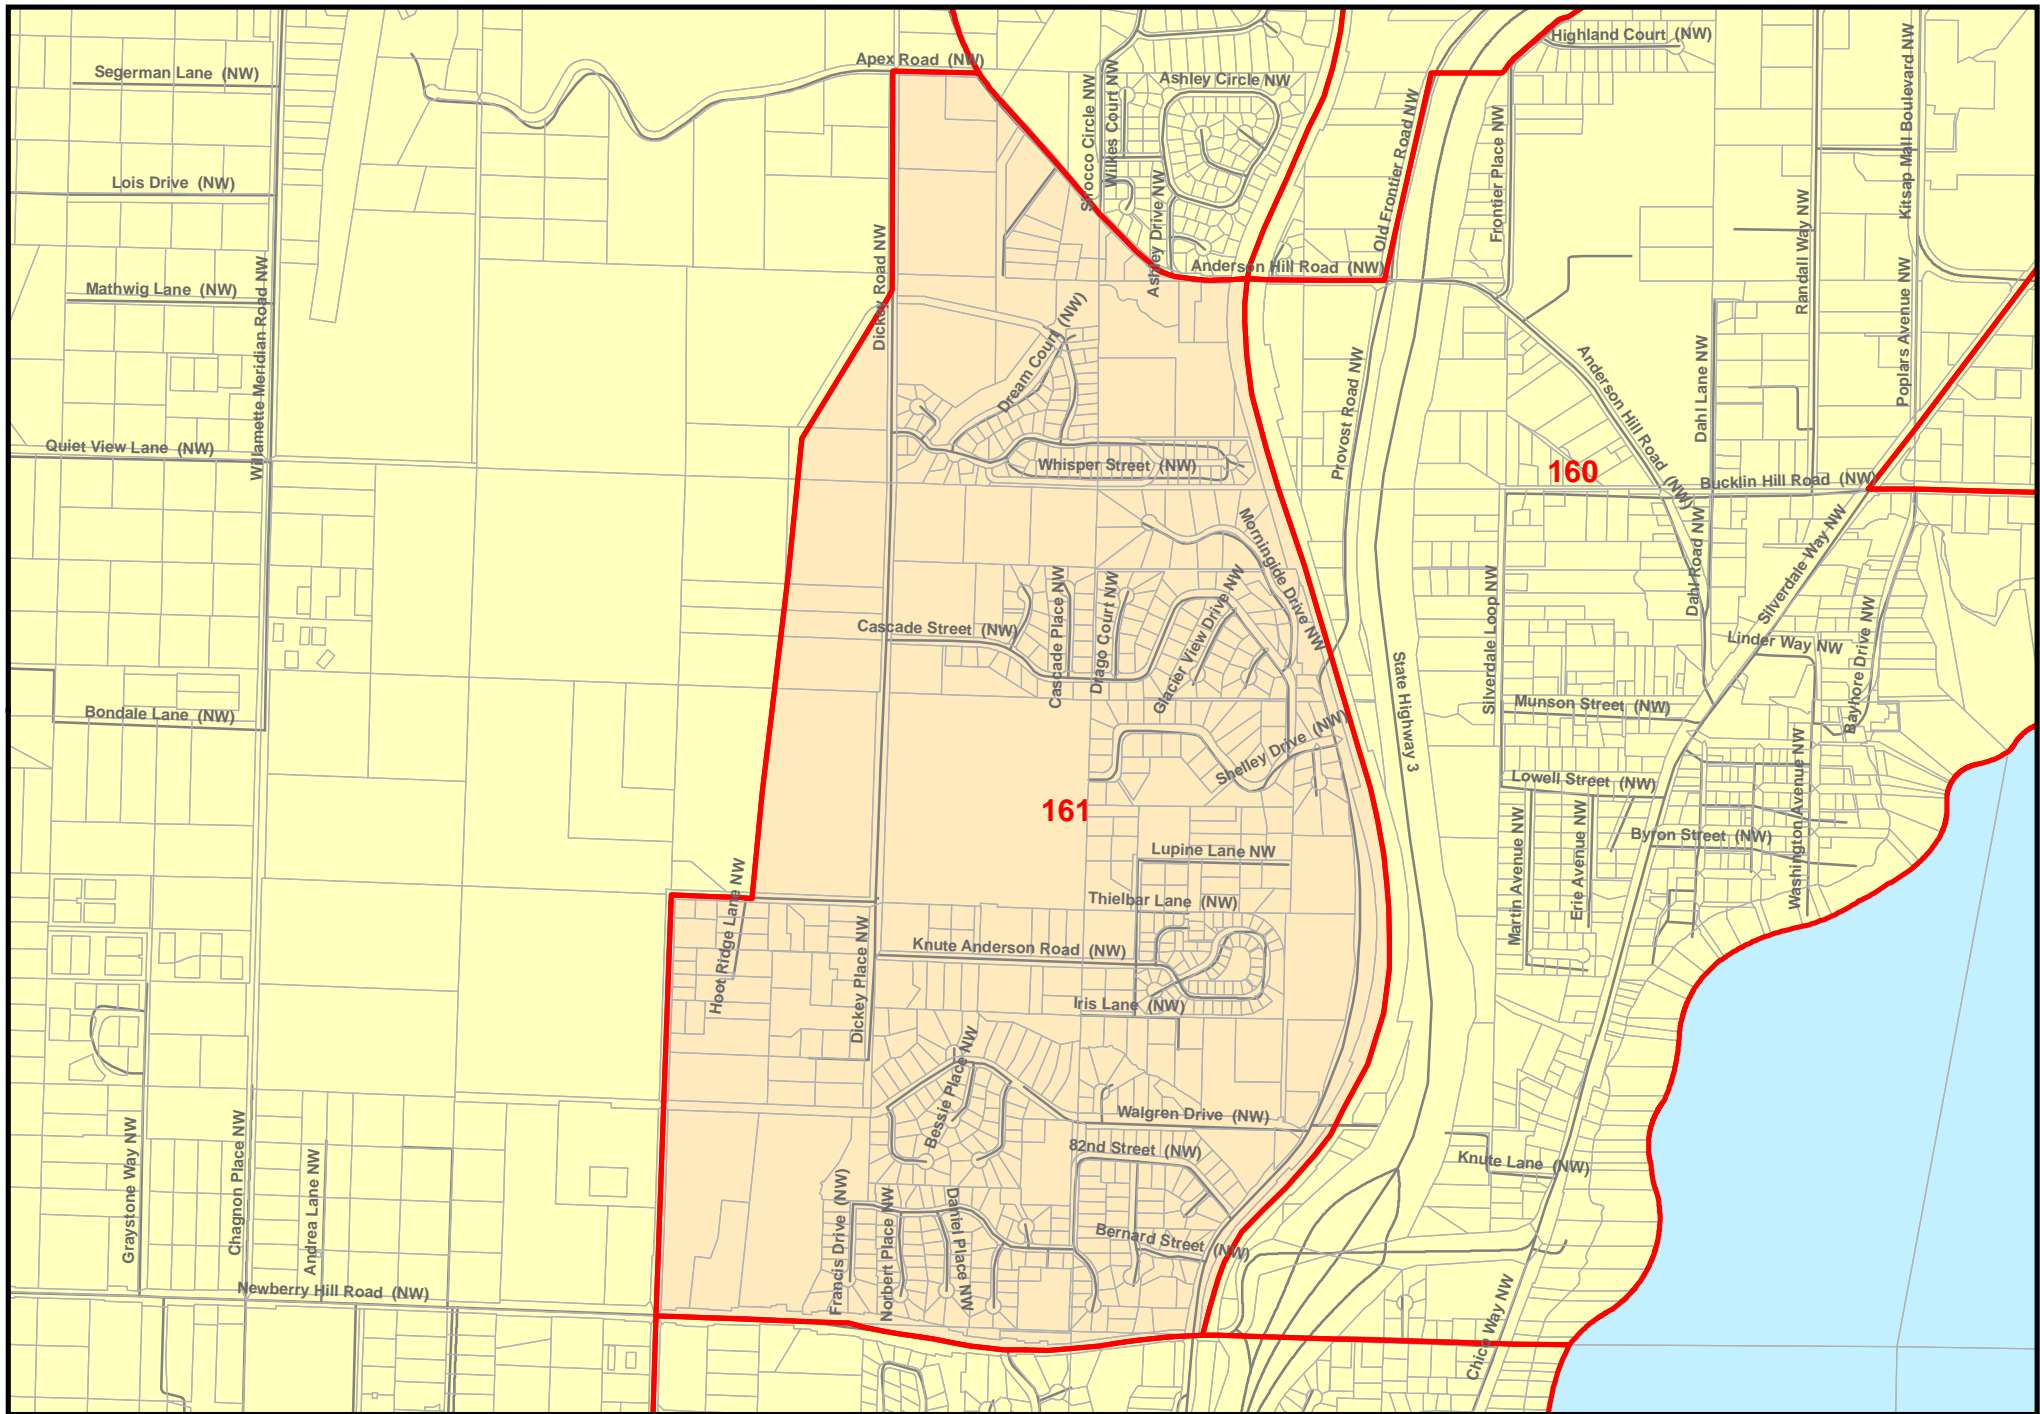 Highland Court (NW)
Apex Road (NW)
Segerman Lane (NW)
Ashley Circle NW
Sirocco Circle NW
Wilkes Court NW
Old Frontier Road NW
Frontier Place NW
Kitsap Mall Boulevard NW
Lois Drive (NW)
Ashley Drive NW
Randall Way NW
Dickey Road NW
Anderson Hill Road (NW)
Mathwig Lane (NW)
Willamette Meridian Road NW
Dream Court (NW)
Poplars Avenue NW
Provost Road NW
Anderson Hill Road (NW)
Dahl Lane NW
Quiet View Lane (NW)
Whisper Street (NW)
160
Bucklin Hill Road (NW)
Morningide Drive NW
Dahl Road NW
Silverdale Way NW
Cascade Street (NW)
Cascade Place NW
Drago Court NW
Glacier View Drive NW
Silverdale Loop NW
Linder Way NW
Bayhore Drive NW
State Highway 3
Bondale Lane (NW)
Munson Street (NW)
Shelley Drive (NW)
Lowell Street (NW)
Washington Avenue NW
161
Martin Avenue NW
Erie Avenue NW
Byron Street (NW)
Lupine Lane NW
Hoot Ridge Lane NW
Thielbar Lane (NW)
Dickey Place NW
Knute Anderson Road (NW)
Iris Lane (NW)
Bessie Place NW
Walgren Drive (NW)
82nd Street (NW)
Knute Lane (NW)
Graystone Way NW
Chagnon Place NW
Andrea Lane NW
Francis Drive (NW)
Norbert Place NW
Daniel Place NW
Bernard Street (NW)
Newberry Hill Road (NW)
Chico Way NW